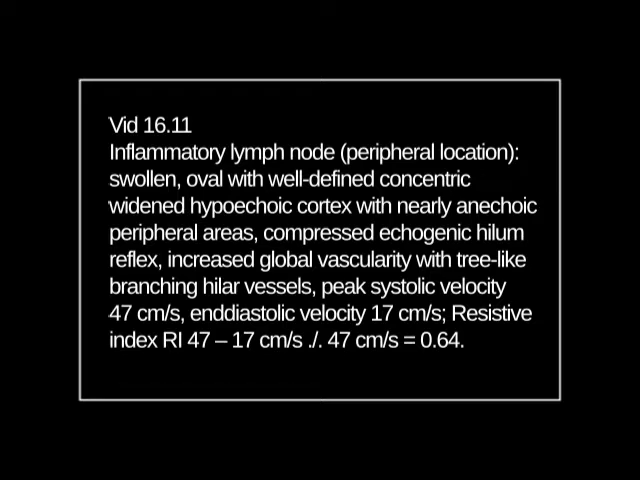 Vid 16.11
Inflammatory lymph node (peripheral location):
swollen, oval with well-defined concentric
widened hypoechoic cortex with nearly anechoic
peripheral areas, compressed echogenic hilum
reflex, increased global vascularity with tree-like
branching hilar vessels, peak systolic velocity
47 cm/s, enddiastolic velocity 17 cm/s; Resistive
index RI 47 – 17 cm/s ./. 47 cm/s = 0.64.